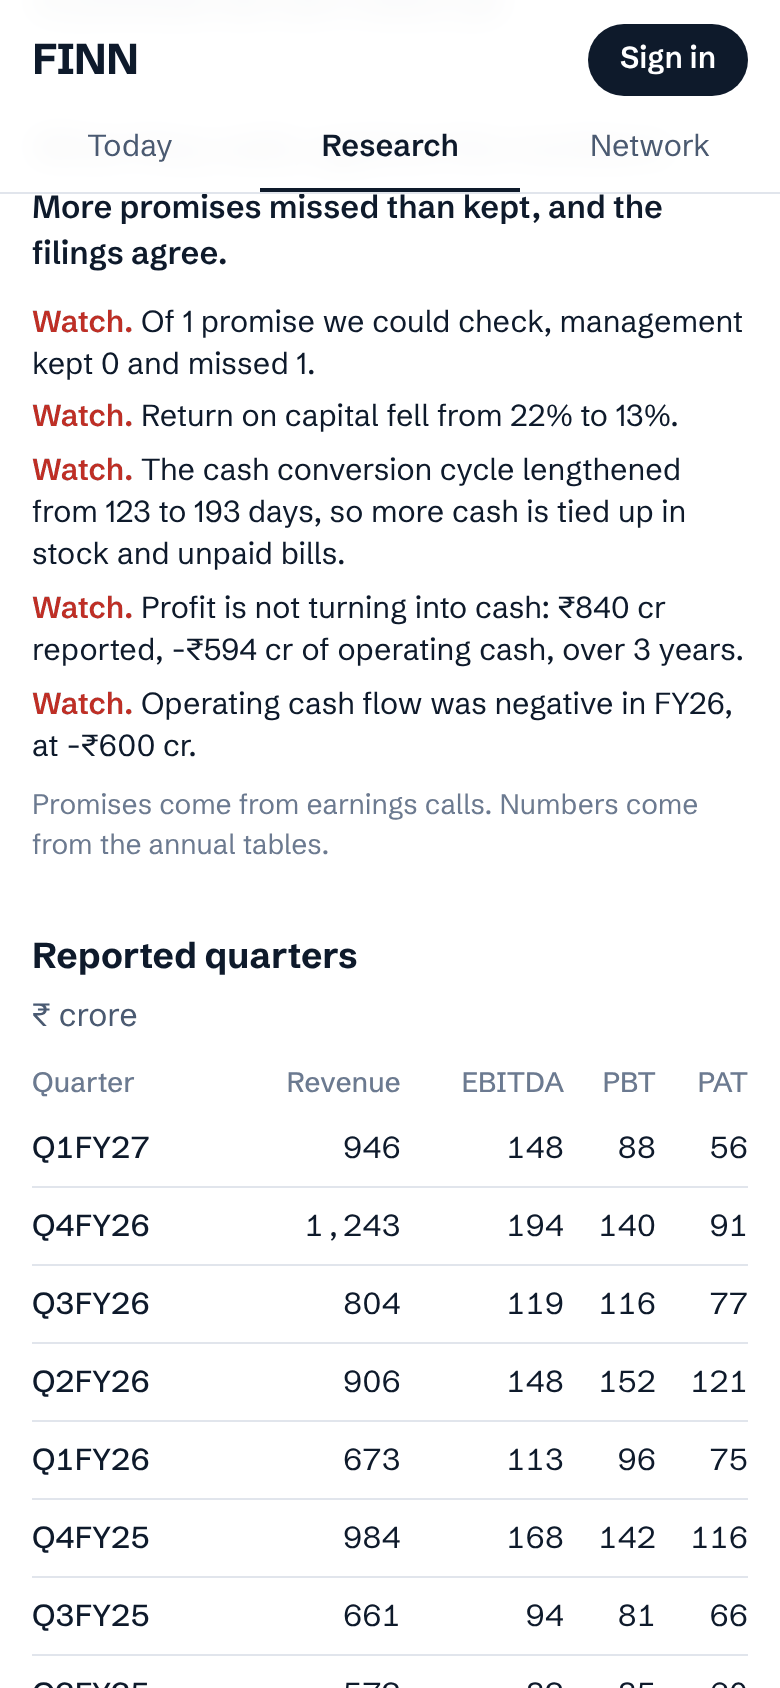 FINN
Sign in
Today Research Network
More promises missed than kept, and the
filings agree.
Watch. Of 1 promise we could check, management
kept 0 and missed 1.
Watch. Return on capital fell from 22% to 13%.
Watch. The cash conversion cycle lengthened
from 123 to 193 days, so more cash is tied up in
stock and unpaid bills.
Watch. Profit is not turning into cash: ₹840 cr
reported, -₹594 cr of operating cash, over 3 years.
Watch. Operating cash flow was negative in FY26,
at -₹600 cr.
Promises come from earnings calls. Numbers come
from the annual tables.
Reported quarters
₹ crore
Quarter Revenue EBITDA PBT PAT
Q1FY27 946 148 88 56
Q4FY26 1,243 194 140 91
Q3FY26 804 119 116 77
Q2FY26 906 148 152 121
Q1FY26 673 113 96 75
Q4FY25 984 168 142 116
Q3FY25 661 94 81 66